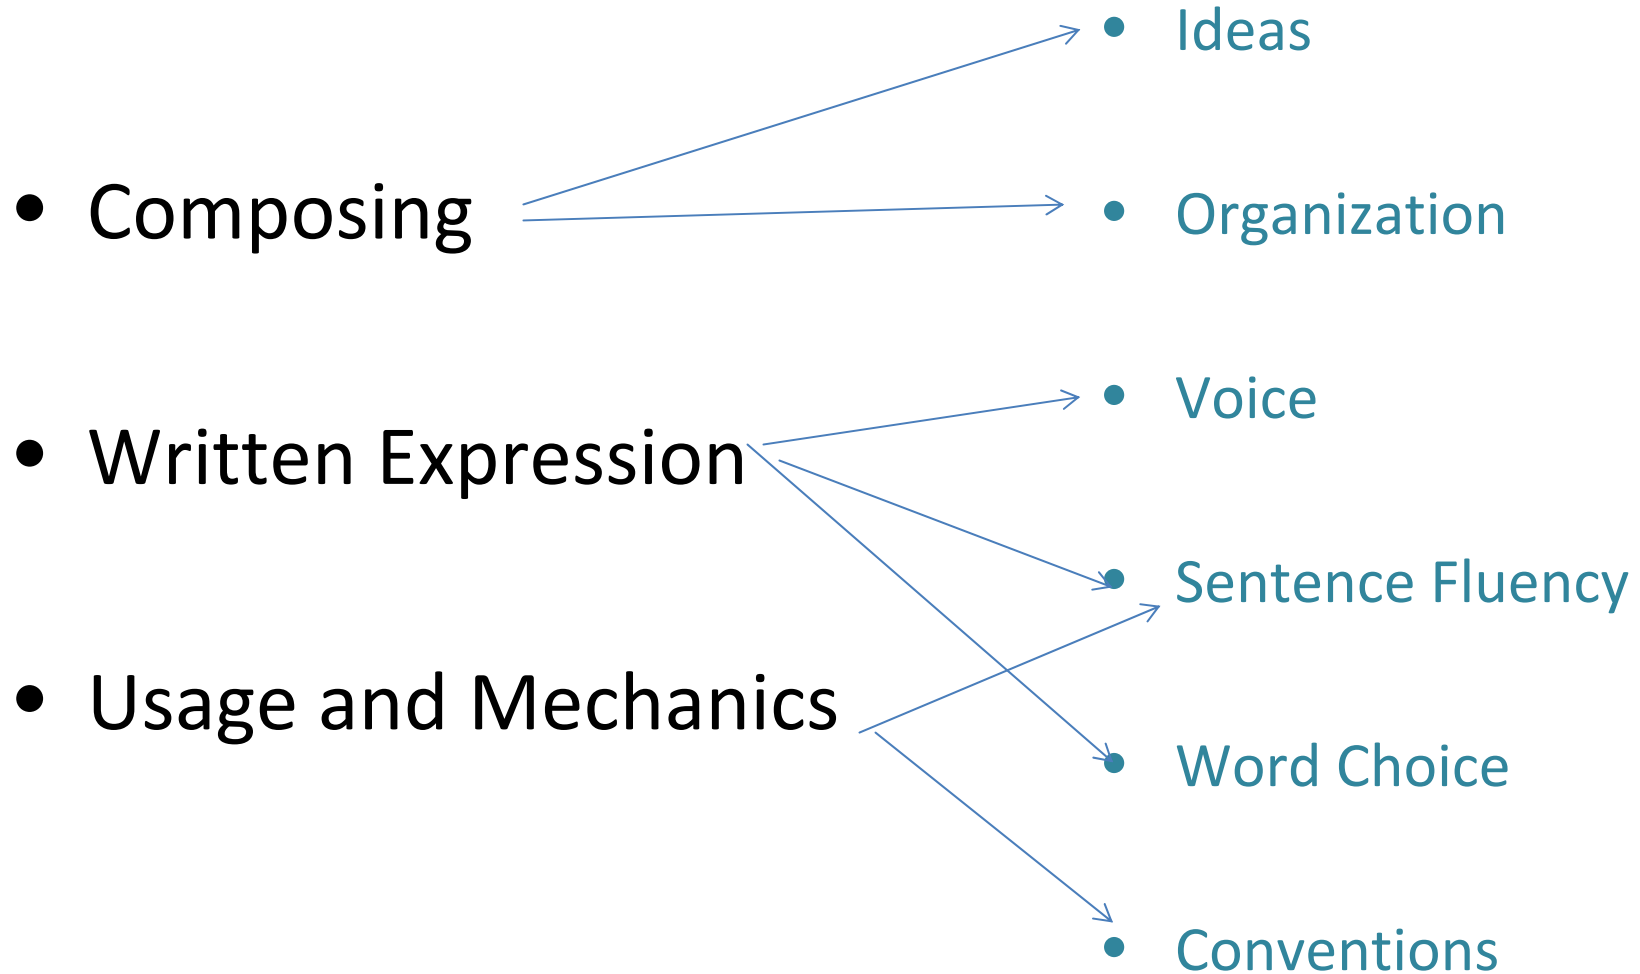 • Composing
• Written Expression
• Usage and Mechanics
• Ideas
• Organization
• Voice
• Sentence Fluency
• Word Choice
• Conventions